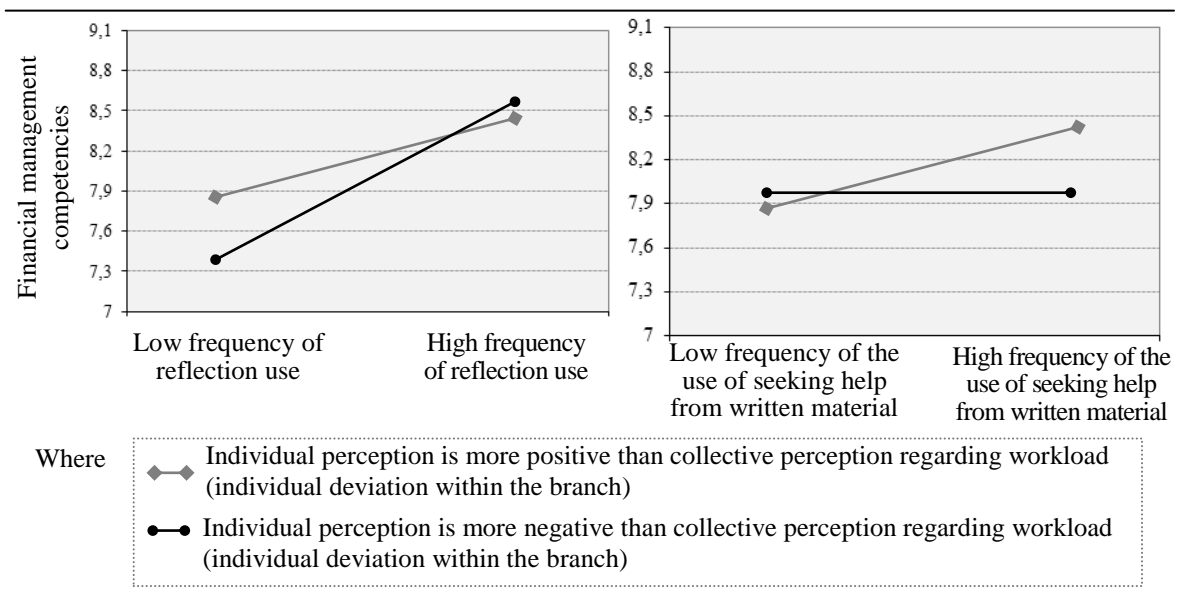 Financial management
competencies
9,1
8,8
8,5
8,2
7,9
7,6
7,3
7
Low frequency of
reflection use
High frequency
of reflection use
9,1
8,8
8,5
8,2
7,9
7,6
7,3
7
Low frequency of the
use of seeking help
from written material
High frequency of the
use of seeking help
from written material
Where
Individual perception is more positive than collective perception regarding workload
(individual deviation within the branch)
Individual perception is more negative than collective perception regarding workload
(individual deviation within the branch)